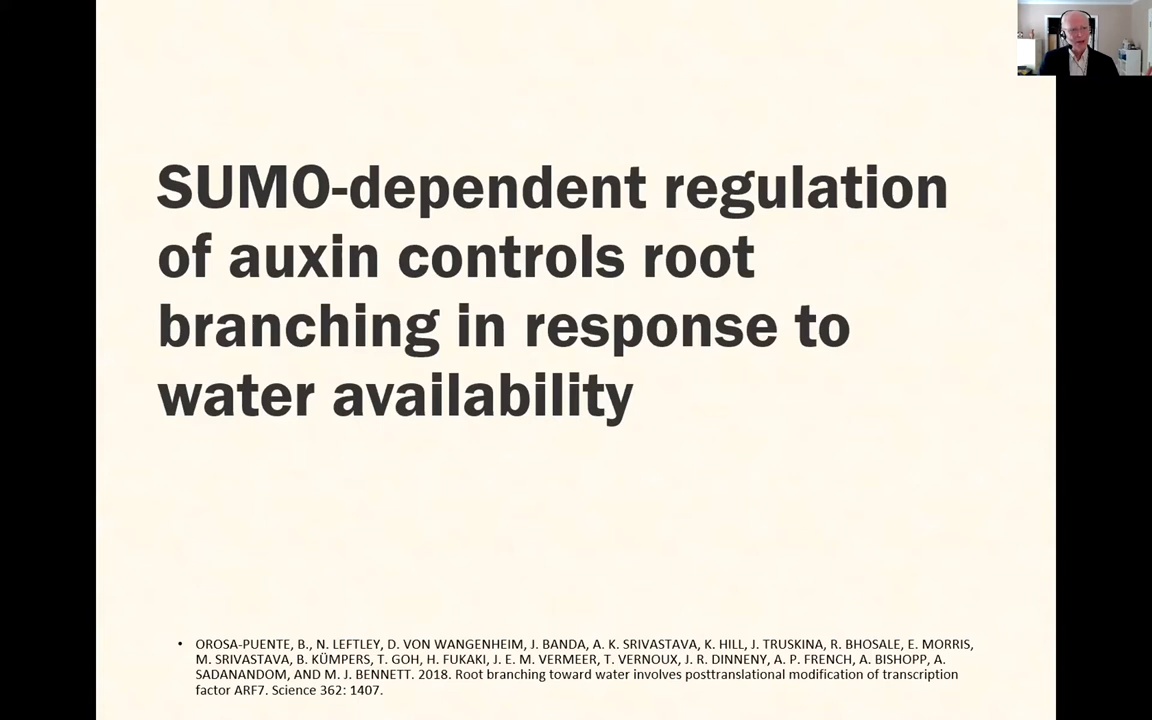 SUMO-dependent regulation
of auxin controls root
branching in response to
water availability
• OROSA-PUENTE, B., N. LEFTLEY, D. VON WANGENHEIM, J. BANDA, A. K. SRIVASTAVA, K. HILL, J. TRUSKINA, R. BHOSALE, E. MORRIS,
M. SRIVASTAVA, B. KÜMPERS, T. GOH, H. FUKAKI, J. E. M. VERMEER, T. VERNOUX, J. R. DINNENY, A. P. FRENCH, A. BISHOPP, A.
SADANANDOM, AND M. J. BENNETT. 2018. Root branching toward water involves posttranslational modification of transcription
factor ARF7. Science 362: 1407.